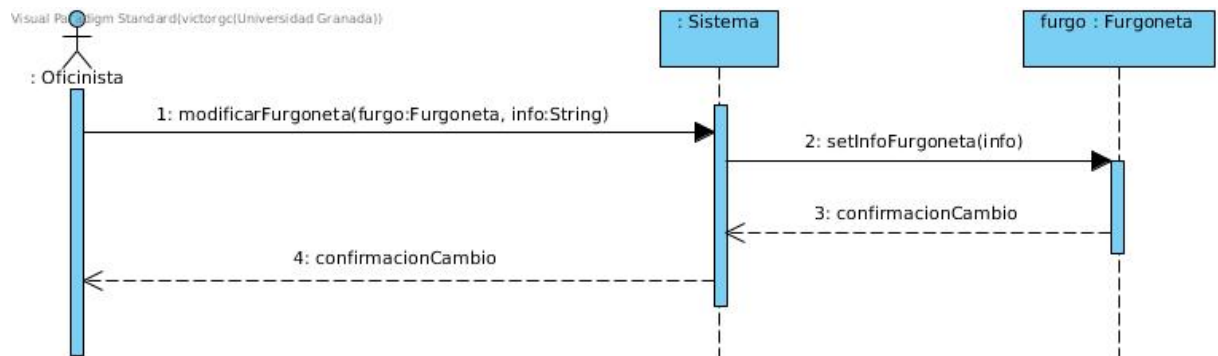 Visual Paradigm Standard(victorgc(Universidad Granada))
: Sistema
furgo : Furgoneta
: Oficinista
1: modificarFurgoneta(furgo:Furgoneta, info:String)
2: setInfoFurgoneta(info)
3: confirmacionCambio
4: confirmacionCambio